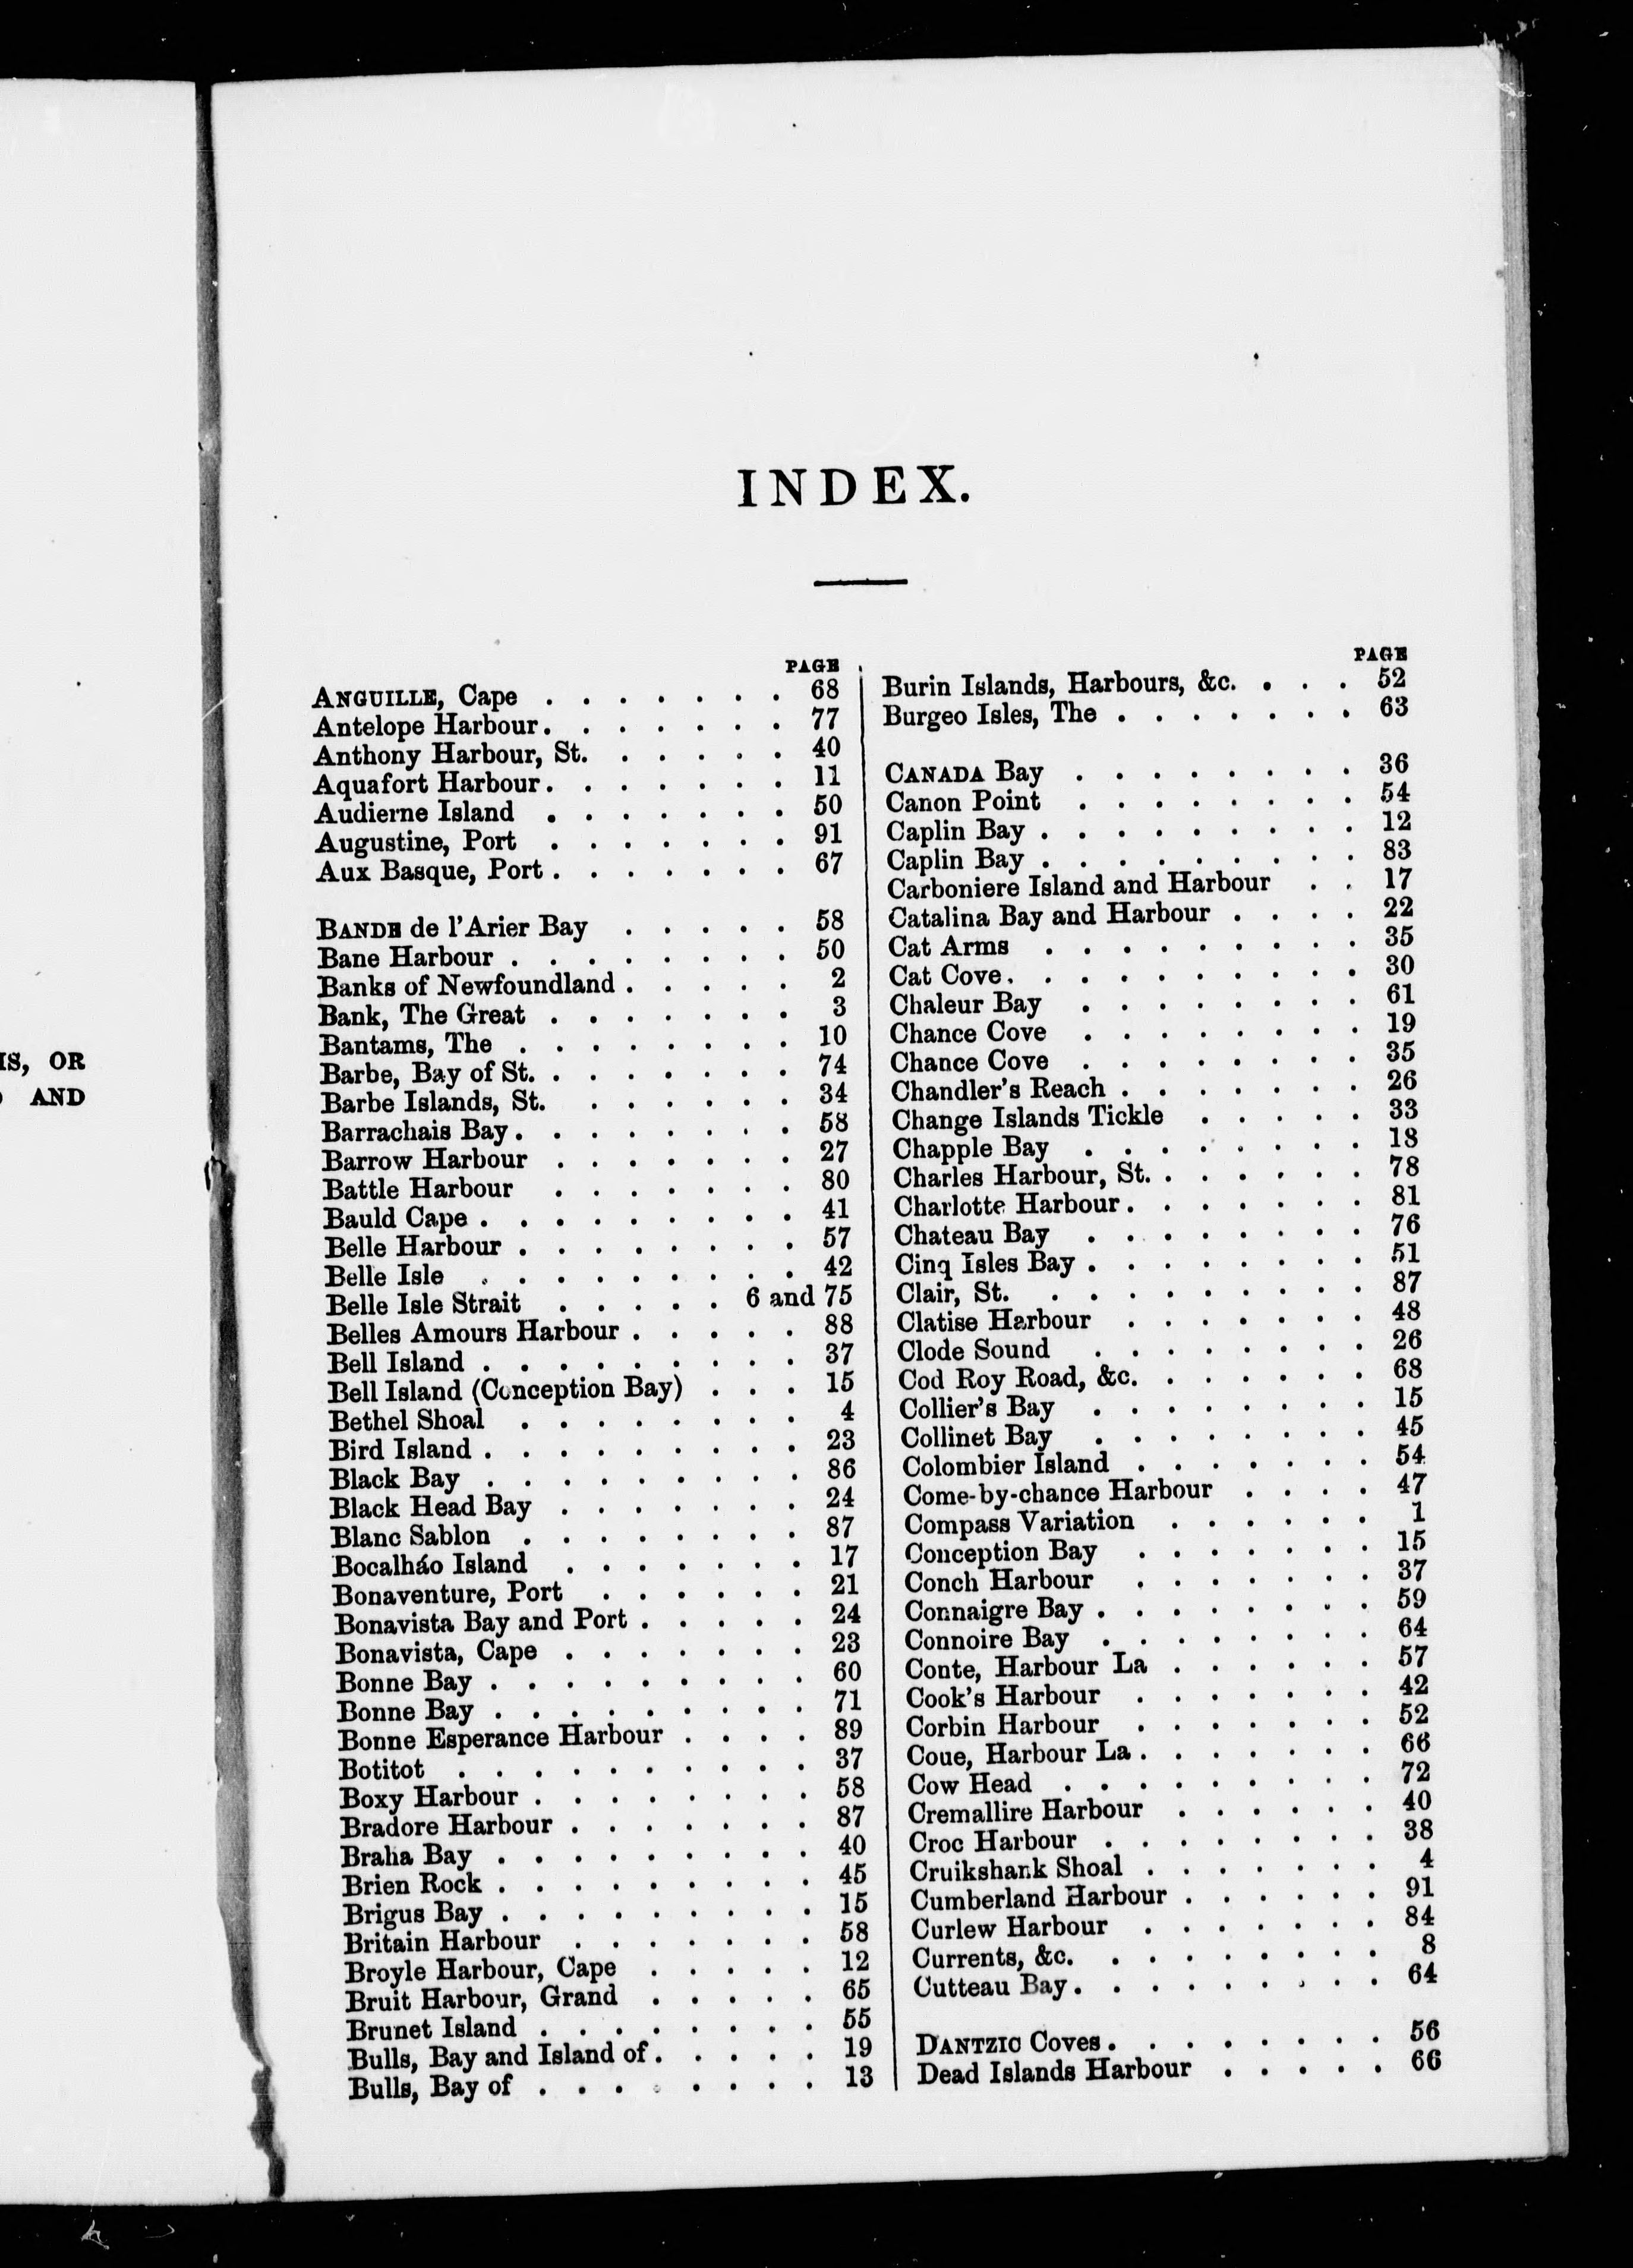 IS, OR
AND
INDEX.
PAGE
ANGUILLE, Cape . . . . . . . 68
Antelope Harbour. . . . . . . 77
Anthony Harbour, St. . . . . . 40
Aquafort Harbour. . . . . . . 11
Audierne Island . . . . . . . 50
Augustine, Port . . . . . . . 91
Aux Basque, Port . . . . . . . 67
BANDE de l'Arier Bay . . . . . 58
Bane Harbour . . . . . . . . 50
Banks of Newfoundland . . . . . 2
Bank, The Great . . . . . . . 3
Bantams, The . . . . . . . . 10
Barbe, Bay of St. . . . . . . . 74
Barbe Islands, St. . . . . . . 34
Barrachais Bay. . . . . . . . 58
Barrow Harbour . . . . . . . 27
Battle Harbour . . . . . . . 80
Bauld Cape . . . . . . . . . 41
Belle Harbour . . . . . . . . 57
Belle Isle . . . . . . . . . 42
Belle Isle Strait . . . . . 6 and 75
Belles Amours Harbour . . . . . 88
Bell Island . . . . . . . . . 37
Bell Island (Conception Bay) . . . 15
Bethel Shoal . . . . . . . . 4
Bird Island . . . . . . . . . 23
Black Bay . . . . . . . . . 86
Black Head Bay . . . . . . . 24
Blanc Sablon . . . . . . . . 87
Bocalháo Island . . . . . . . 17
Bonaventure, Port . . . . . . 21
Bonavista Bay and Port . . . . . 24
Bonavista, Cape . . . . . . . 23
Bonne Bay . . . . . . . . . 60
Bonne Bay . . . . . . . . . 71
Bonne Esperance Harbour . . . . 89
Botitot . . . . . . . . . . 37
Boxy Harbour . . . . . . . . 58
Bradore Harbour . . . . . . . 87
Braha Bay . . . . . . . . . 40
Brien Rock . . . . . . . . . 45
Brigus Bay . . . . . . . . . 15
Britain Harbour . . . . . . . 58
Broyle Harbour, Cape . . . . . 12
Bruit Harbour, Grand . . . . . 65
Brunet Island . . . . . . . . 55
Bulls, Bay and Island of . . . . . 19
Bulls, Bay of . . . . . . . . 13
PAGE
Burin Islands, Harbours, &c. . . . . 52
Burgeo Isles, The . . . . . . . 63
CANADA Bay . . . . . . . . 36
Canon Point . . . . . . . . 54
Caplin Bay . . . . . . . . . 12
Caplin Bay . . . . . . . . . 83
Carboniere Island and Harbour . . 17
Catalina Bay and Harbour . . . . 22
Cat Arms . . . . . . . . . 35
Cat Cove. . . . . . . . . . 30
Chaleur Bay . . . . . . . . 61
Chance Cove . . . . . . . . 19
Chance Cove . . . . . . . . 35
Chandler's Reach . . . . . . . 26
Change Islands Tickle . . . . . 33
Chapple Bay . . . . . . . . 18
Charles Harbour, St. . . . . . . 78
Charlotte Harbour. . . . . . . 81
Chateau Bay . . . . . . . . 76
Cinq Isles Bay . . . . . . . . 51
Clair, St. . . . . . . . . . 87
Clatise Harbour . . . . . . . 48
Clode Sound . . . . . . . . 26
Cod Roy Road, &c. . . . . . . 68
Collier's Bay . . . . . . . . 15
Collinet Bay . . . . . . . . 45
Colombier Island . . . . . . . 54
Come-by-chance Harbour . . . . 47
Compass Variation . . . . . . 1
Conception Bay . . . . . . . 15
Conch Harbour . . . . . . . 37
Connaigre Bay . . . . . . . . 59
Connoire Bay . . . . . . . . 64
Conte, Harbour La . . . . . . 57
Cook's Harbour . . . . . . . 42
Corbin Harbour . . . . . . . 52
Coue, Harbour La . . . . . . . 66
Cow Head . . . . . . . . . 72
Cremallire Harbour . . . . . . 40
Croc Harbour . . . . . . . . 38
Cruikshank Shoal . . . . . . . 4
Cumberland Harbour . . . . . . 91
Curlew Harbour . . . . . . . 84
Currents, &c. . . . . . . . . 8
Cutteau Bay. . . . . . . . . 64
DANTZIC Coves. . . . . . . . 56
Dead Islands Harbour . . . . . 66